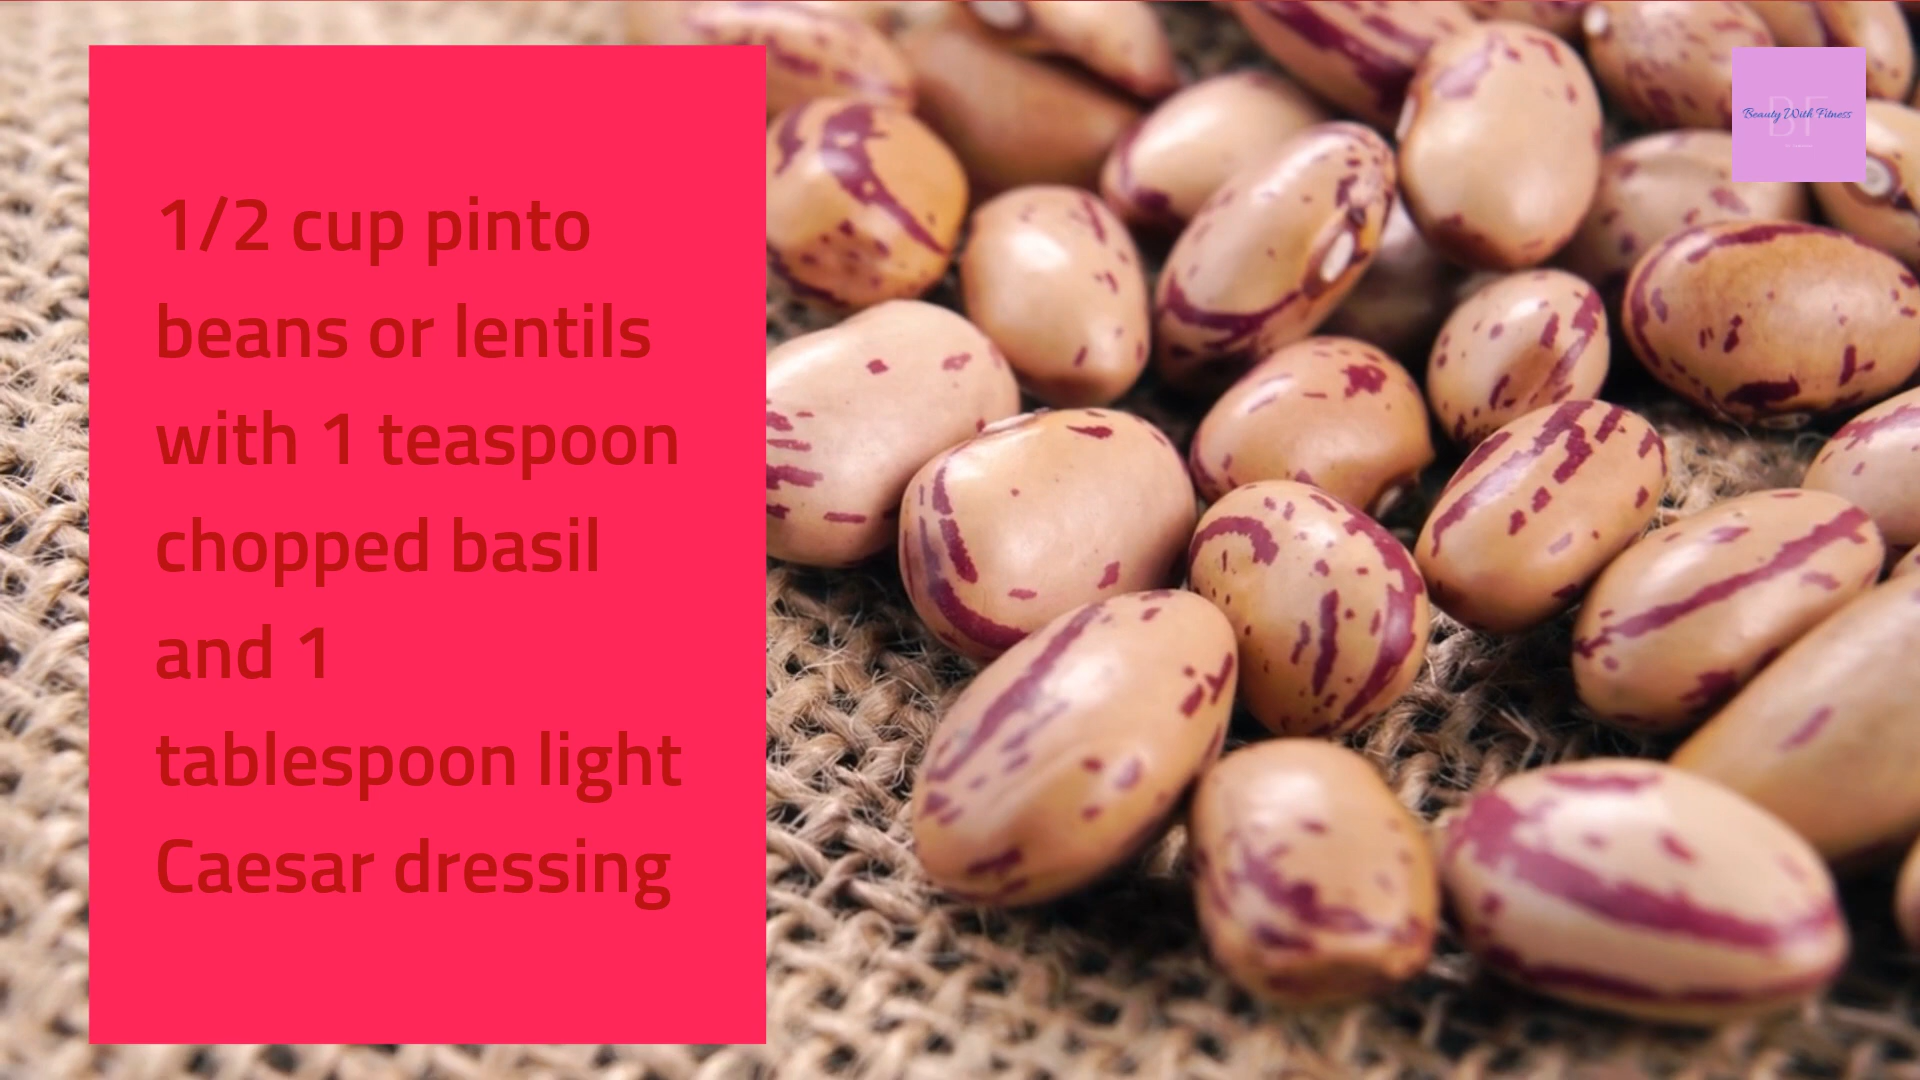 1/2 cup pinto
beans or lentils
with 1 teaspoon
chopped basil
and 1
tablespoon light
Caesar dressing
Beauty With Fitness
BF